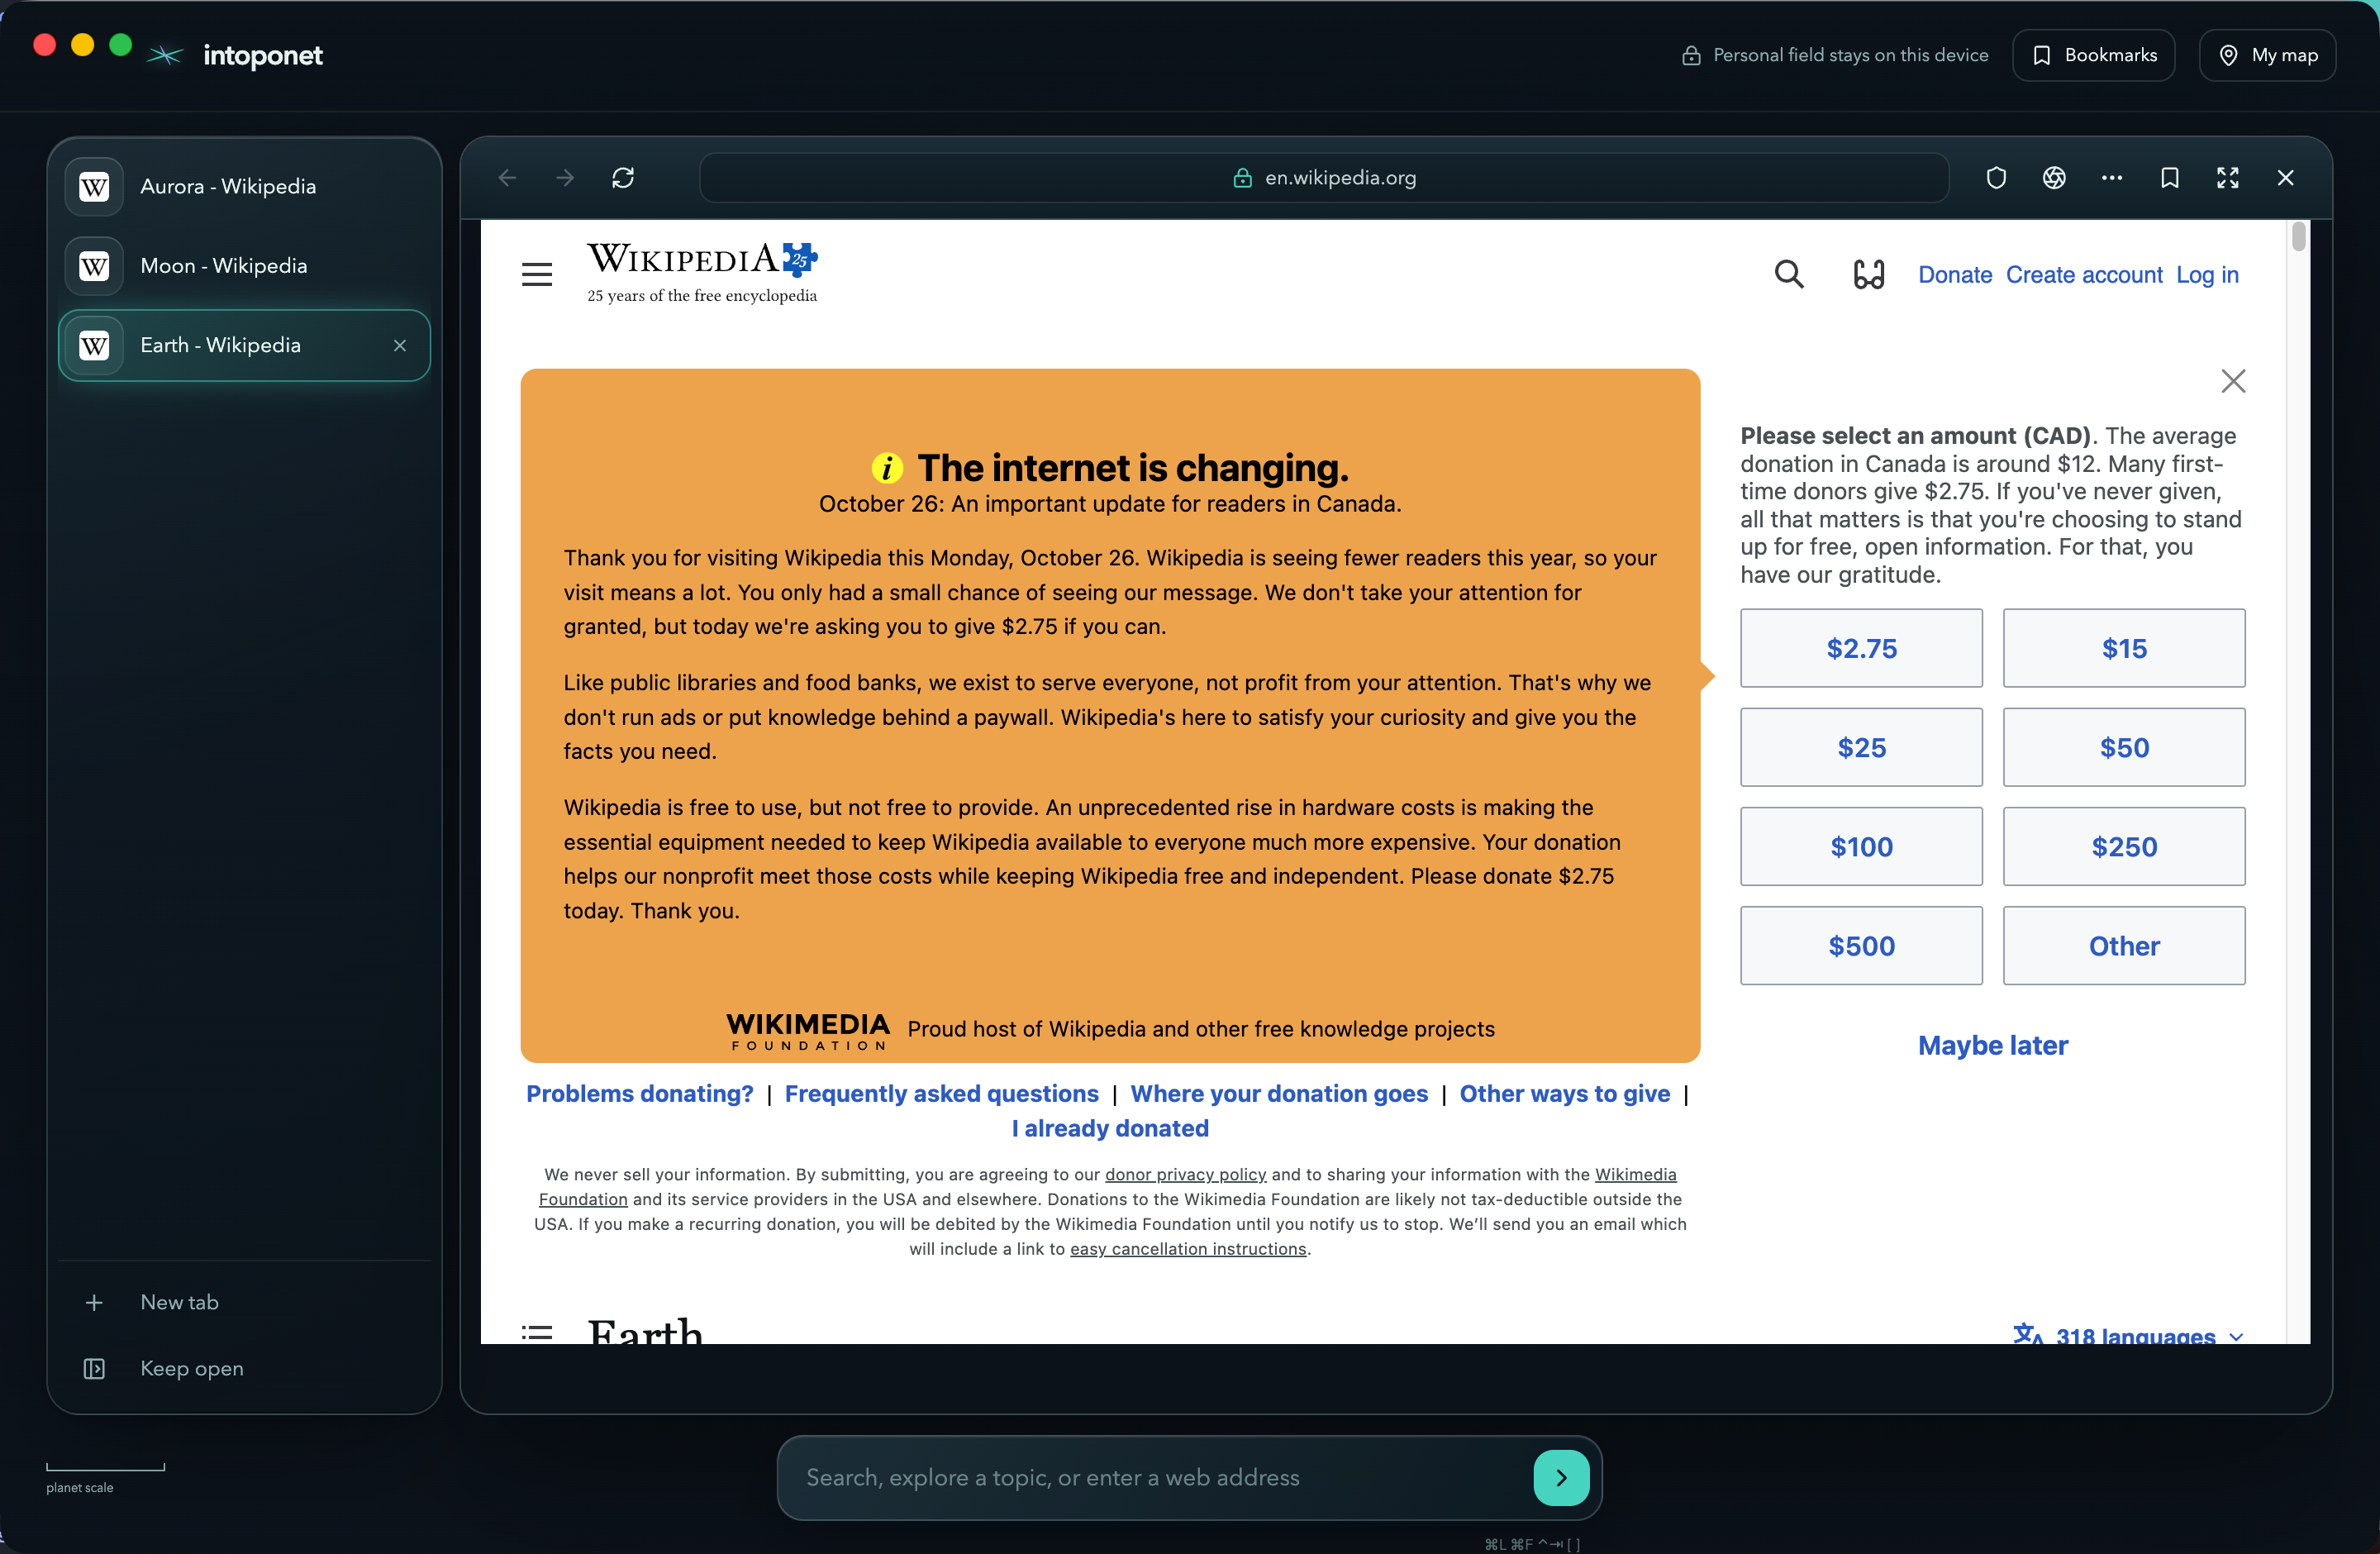 intoponet
Personal field stays on this device
Bookmarks
My map
Aurora - Wikipedia
Moon - Wikipedia
Earth - Wikipedia
New tab
Keep open
en.wikipedia.org
WIKIPEDIA 25
25 years of the free encyclopedia
Donate Create account Log in
i The internet is changing.
October 26: An important update for readers in Canada.
Thank you for visiting Wikipedia this Monday, October 26. Wikipedia is seeing fewer readers this year, so your
visit means a lot. You only had a small chance of seeing our message. We don't take your attention for
granted, but today we're asking you to give $2.75 if you can.
Like public libraries and food banks, we exist to serve everyone, not profit from your attention. That's why we
don't run ads or put knowledge behind a paywall. Wikipedia's here to satisfy your curiosity and give you the
facts you need.
Wikipedia is free to use, but not free to provide. An unprecedented rise in hardware costs is making the
essential equipment needed to keep Wikipedia available to everyone much more expensive. Your donation
helps our nonprofit meet those costs while keeping Wikipedia free and independent. Please donate $2.75
today. Thank you.
WIKIMEDIA
FOUNDATION
Proud host of Wikipedia and other free knowledge projects
Please select an amount (CAD). The average
donation in Canada is around $12. Many first-
time donors give $2.75. If you've never given,
all that matters is that you're choosing to stand
up for free, open information. For that, you
have our gratitude.
$2.75
$15
$25
$50
$100
$250
$500
Other
Maybe later
Problems donating? | Frequently asked questions | Where your donation goes | Other ways to give |
I already donated
We never sell your information. By submitting, you are agreeing to our donor privacy policy and to sharing your information with the Wikimedia
Foundation and its service providers in the USA and elsewhere. Donations to the Wikimedia Foundation are likely not tax-deductible outside the
USA. If you make a recurring donation, you will be debited by the Wikimedia Foundation until you notify us to stop. We’ll send you an email which
will include a link to easy cancellation instructions.
Earth
318 languages
Search, explore a topic, or enter a web address
planet scale
⌘L ⌘F ^⇥ [ ]